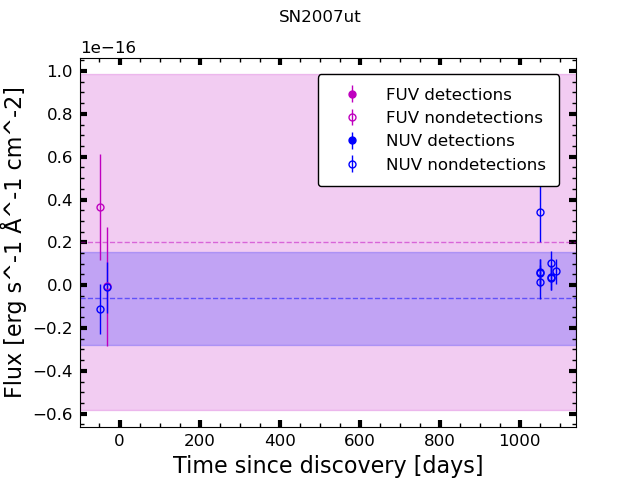 SN2007ut
1e−16
1.0
0.8
0.6
0.4
0.2
0.0
−0.2
−0.4
−0.6
Flux [erg s^-1 Å^-1 cm^-2]
FUV detections
FUV nondetections
NUV detections
NUV nondetections
0 200 400 600 800 1000
Time since discovery [days]